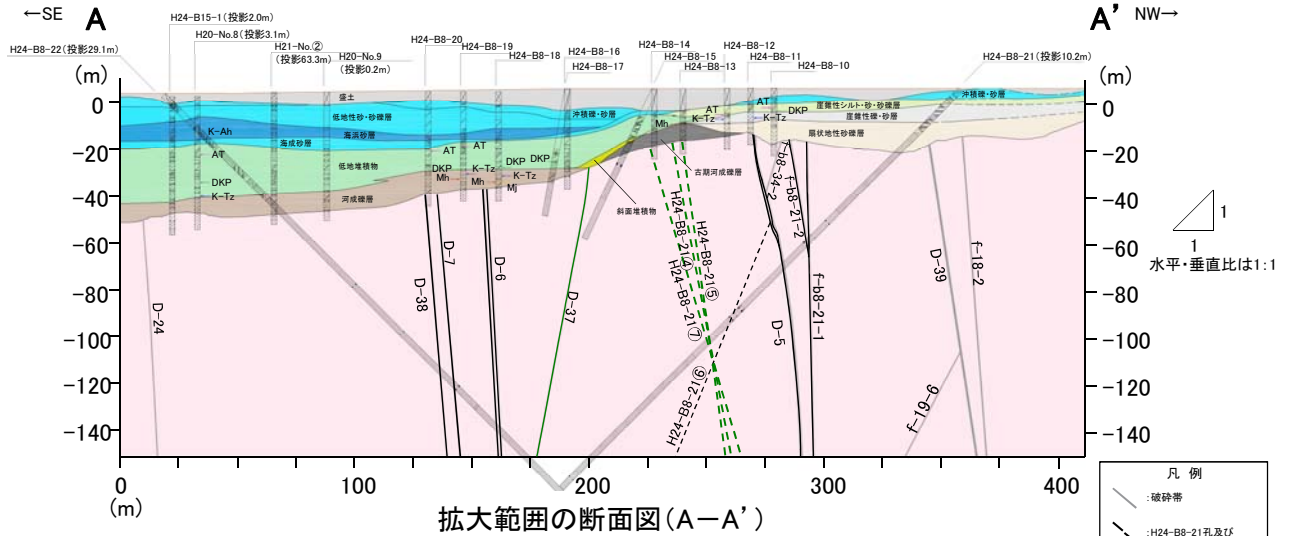 ←SE A
A' NW→
H24-B15-1(投影2.0m)
H20-No.8(投影3.1m)
H24-B8-22(投影29.1m)
H21-No.②
(投影63.3m)
H20-No.9
(投影0.2m)
H24-B8-20
H24-B8-19
H24-B8-18
H24-B8-16
H24-B8-17
H24-B8-14
H24-B8-15
H24-B8-13
H24-B8-12
H24-B8-11
H24-B8-10
H24-B8-21(投影10.2m)
(m)
0
-20
-40
-60
-80
-100
-120
-140
(m)
0
-20
-40
-60
-80
-100
-120
-140
盛土
低地性砂・砂礫層
沖積礫・砂層
K-Ah
海浜砂層
海成砂層
AT
低地堆積物
DKP
K-Tz
河成礫層
AT
DKP
Mh
AT
K-Tz
Mh
DKP
DKP
K-Tz
Mj
斜面堆積物
Mh
AT
K-Tz
古期河成礫層
AT
DKP
K-Tz
崖錐性シルト・砂・砂礫層
崖錐性礫・砂層
扇状地性砂礫層
沖積礫・砂層
D-24
D-38
D-7
D-6
D-37
H24-B8-21④
H24-B8-21⑦
H24-B8-21⑤
H24-B8-21⑥
f-b8-34-2
f-b8-21-2
D-5
f-b8-21-1
D-39
f-18-2
f-19-6
1
1
水平・垂直比は1:1
0
100
200
300
400
(m)
拡大範囲の断面図(A-A')
凡 例
:破砕帯
:H24-B8-21孔及び